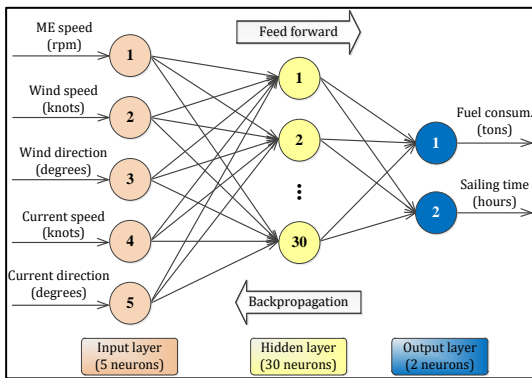 ME speed
(rpm)
Wind speed
(knots)
Wind direction
(degrees)
Current speed
(knots)
Current direction
(degrees)
1
2
3
4
5
Feed forward
1
2
⋮
30
Backpropagation
1
2
Fuel consum.
(tons)
Sailing time
(hours)
Input layer
(5 neurons)
Hidden layer
(30 neurons)
Output layer
(2 neurons)